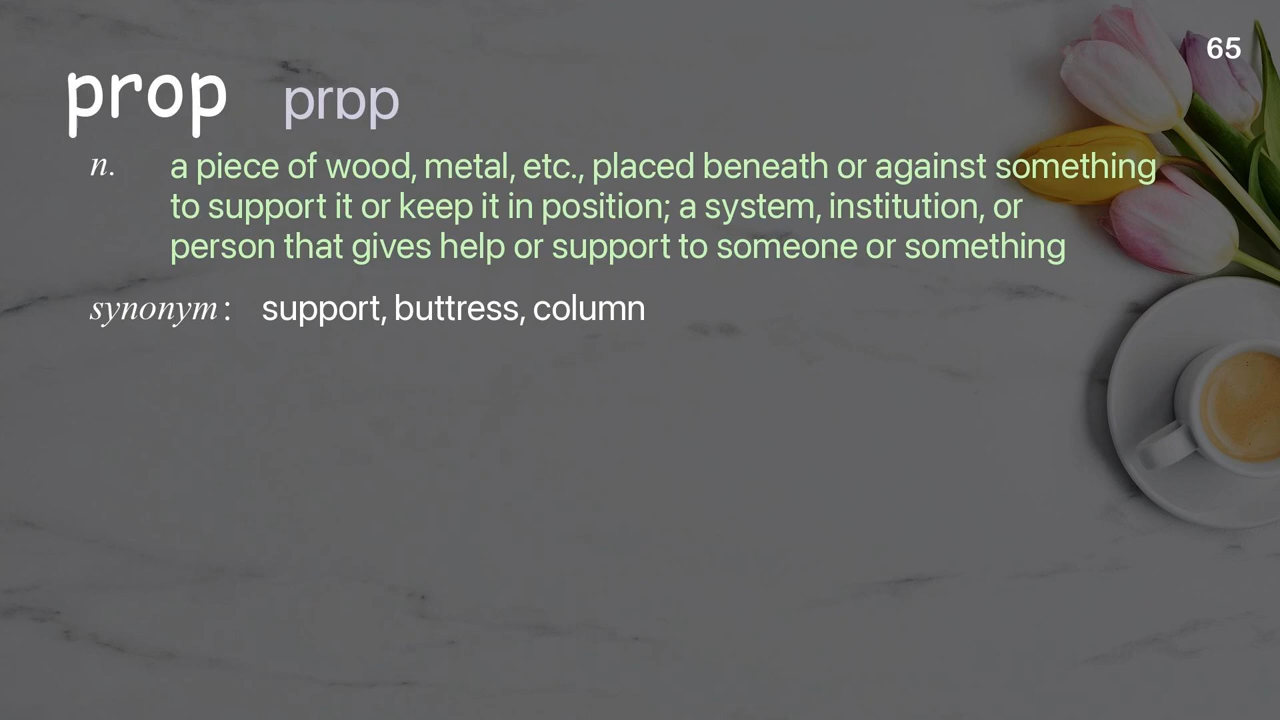 65
prop prɒp
n. a piece of wood, metal, etc., placed beneath or against something
to support it or keep it in position; a system, institution, or
person that gives help or support to someone or something
synonym: support, buttress, column